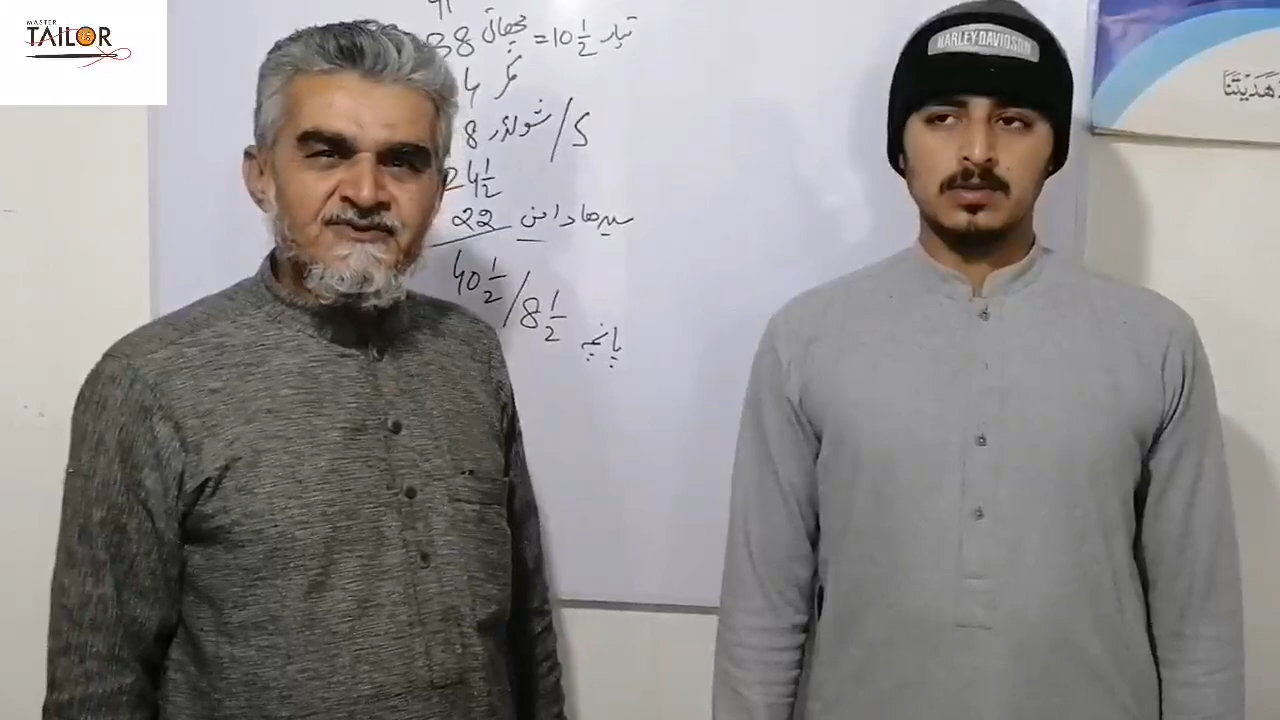 MASTER
TAILOR
38 چھاتی = 10 1/2 تیار
4
8 شولڈر / S
24 1/2
22 سیدھا دامن
40 1/2 / 8 1/2 پانچہ
HARLEY-DAVIDSON